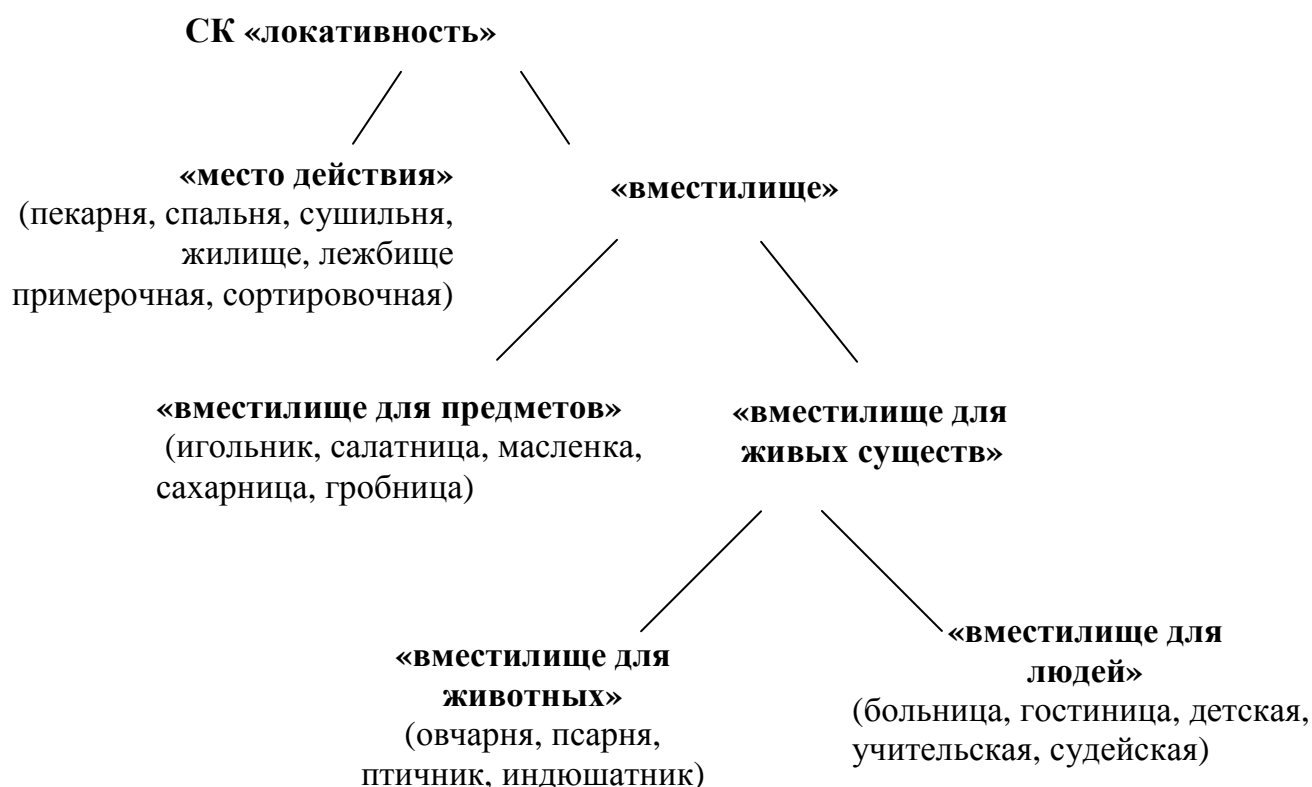 СК «локативность»
«место действия»
(пекарня, спальня, сушильня,
жилище, лежбище
примерочная, сортировочная)
«вместилище»
«вместилище для предметов»
(игольник, салатница, масленка,
сахарница, гробница)
«вместилище для
живых существ»
«вместилище для
животных»
(овчарня, псарня,
птичник, индюшатник)
«вместилище для
людей»
(больница, гостиница, детская,
учительская, судейская)